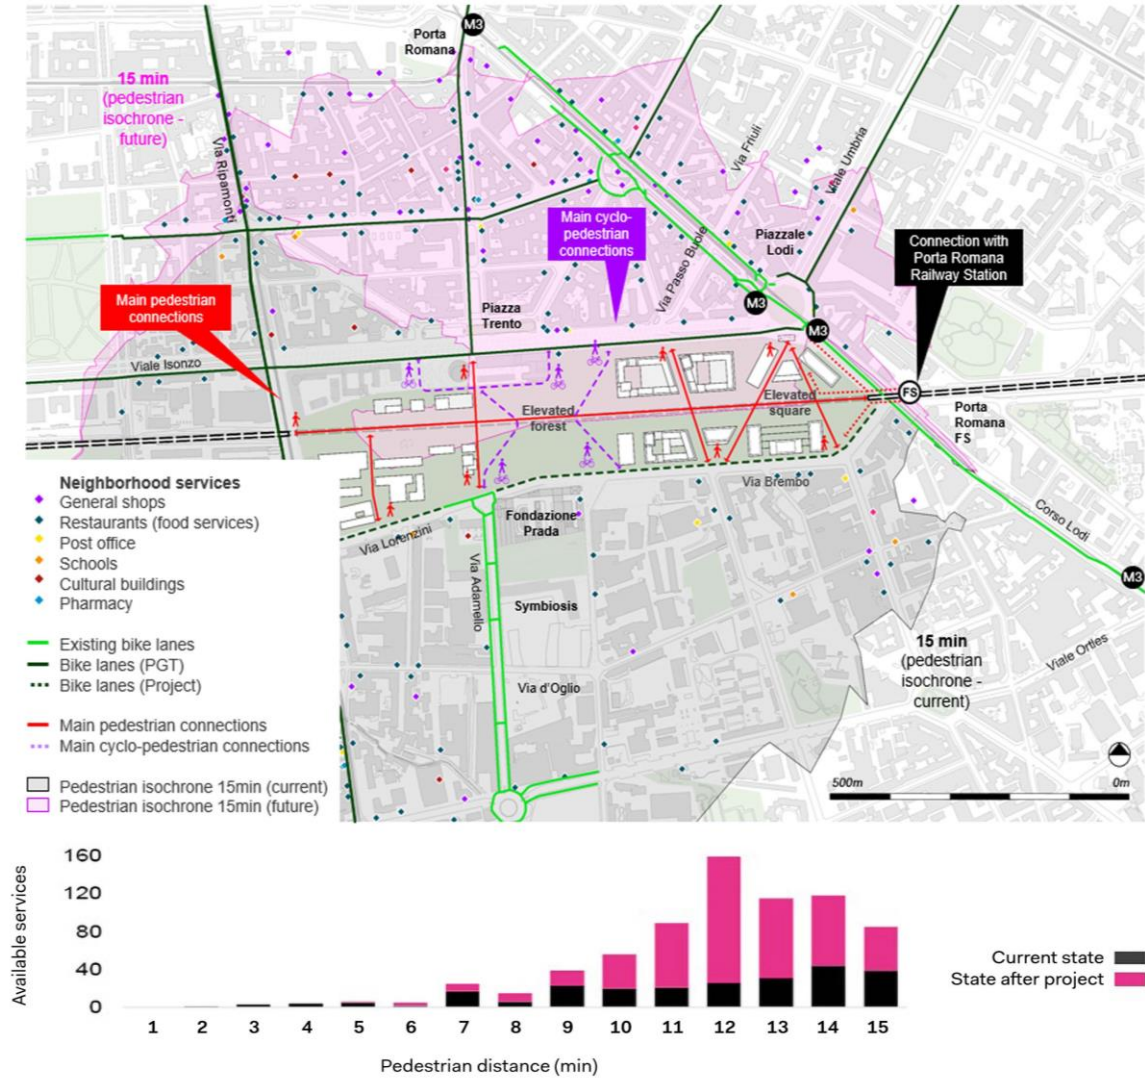 M3
Porta
Romana
15 min
(pedestrian
isochrone -
future)
Via Ripamonti
Via Friuli
Viale Umbria
Main cyclo-
pedestrian
connections
Via Passo Buole
Piazzale
Lodi
Connection with
Porta Romana
Railway Station
Main pedestrian
connections
Piazza
Trento
M3
M3
Viale Isonzo
Elevated
forest
Elevated
square
FS
Porta
Romana
FS
Via Brembo
Via Lorenzini
Fondazione
Prada
Via Adamello
Corso Lodi
M3
Symbiosis
Via d'Oglio
15 min
(pedestrian
isochrone -
current)
Viale Ortles
Neighborhood services
General shops
Restaurants (food services)
Post office
Schools
Cultural buildings
Pharmacy
Existing bike lanes
Bike lanes (PGT)
Bike lanes (Project)
Main pedestrian connections
Main cyclo-pedestrian connections
Pedestrian isochrone 15min (current)
Pedestrian isochrone 15min (future)
500m 0m
Available services
160
120
80
40
0
1 2 3 4 5 6 7 8 9 10 11 12 13 14 15
Pedestrian distance (min)
Current state
State after project